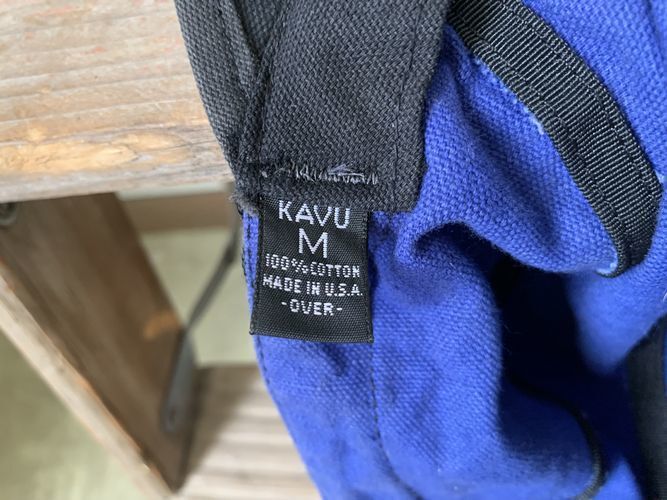 KAVU
M
100% COTTON
MADE IN U.S.A.
-OVER-